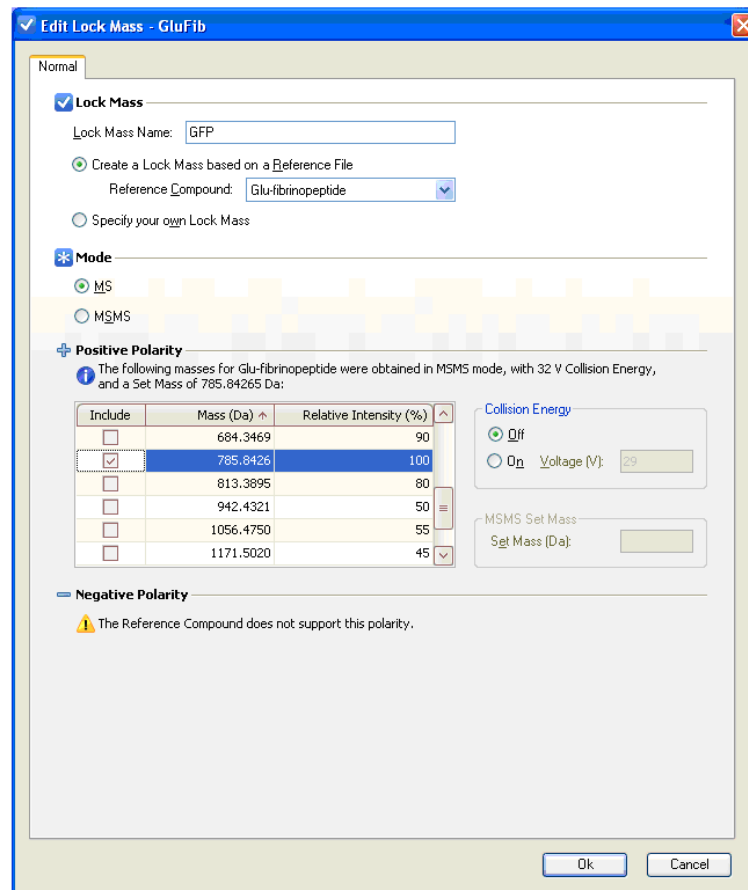 Edit Lock Mass - GluFib
Normal
Lock Mass
Lock Mass Name: GFP
Create a Lock Mass based on a Reference File
Reference Compound: Glu-fibrinopeptide
Specify your own Lock Mass
Mode
MS
MSMS
Positive Polarity
The following masses for Glu-fibrinopeptide were obtained in MSMS mode, with 32 V Collision Energy,
and a Set Mass of 785.84265 Da:
Include Mass (Da) Relative Intensity (%)
684.3469 90
785.8426 100
813.3895 80
942.4321 50
1056.4750 55
1171.5020 45
Collision Energy
Off
On Voltage (V): 29
MSMS Set Mass
Set Mass (Da):
Negative Polarity
The Reference Compound does not support this polarity.
Ok Cancel